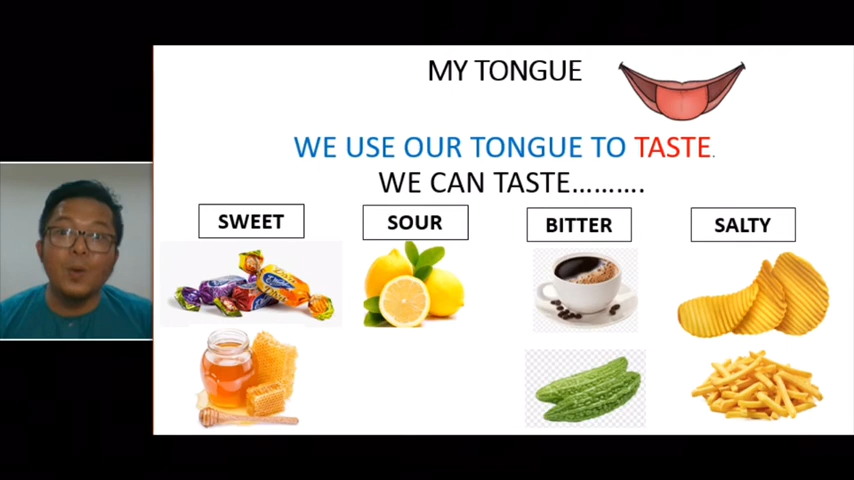 MY TONGUE
WE USE OUR TONGUE TO TASTE.
WE CAN TASTE……….
SWEET
SOUR
BITTER
SALTY